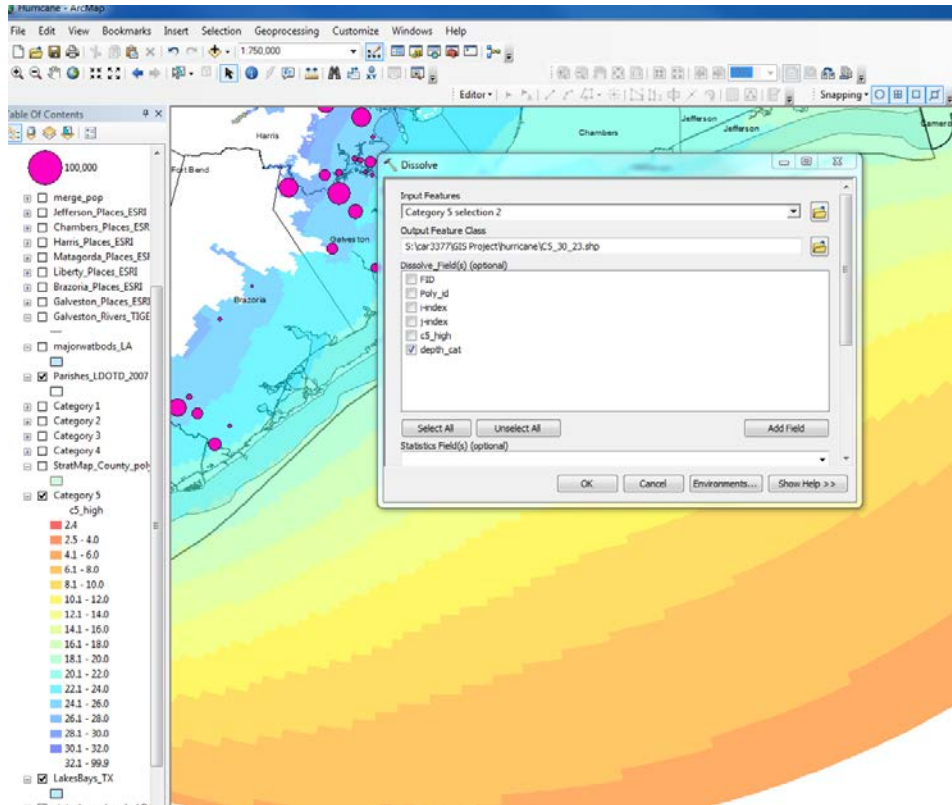 Hurricane - ArcMap
File Edit View Bookmarks Insert Selection Geoprocessing Customize Windows Help
1:750,000
Editor
Snapping
Table Of Contents
100,000
merge_pop
Jefferson_Places_ESRI
Chambers_Places_ESR
Harris_Places_ESRI
Matagorda_Places_ESF
Liberty_Places_ESRI
Brazoria_Places_ESRI
Galveston_Places_ESRI
Galveston_Rivers_TIGE
majorwatbods_LA
Parishes_LDOTD_2007
Category 1
Category 2
Category 3
Category 4
StratMap_County_poly
Category 5
c5_high
2.4
2.5 - 4.0
4.1 - 6.0
6.1 - 8.0
8.1 - 10.0
10.1 - 12.0
12.1 - 14.0
14.1 - 16.0
16.1 - 18.0
18.1 - 20.0
20.1 - 22.0
22.1 - 24.0
24.1 - 26.0
26.1 - 28.0
28.1 - 30.0
30.1 - 32.0
32.1 - 99.9
LakesBays_TX
Harris
Fort Bend
Galveston
Brazoria
Chambers
Jefferson
Jefferson
Camero
Dissolve
Input Features
Category 5 selection 2
Output Feature Class
S:\car3377\GIS Project\hurricane\C5_30_23.shp
Dissolve_Field(s) (optional)
FID
Poly_id
i-index
j-index
c5_high
depth_cat
Select All Unselect All Add Field
Statistics Field(s) (optional)
OK Cancel Environments... Show Help >>